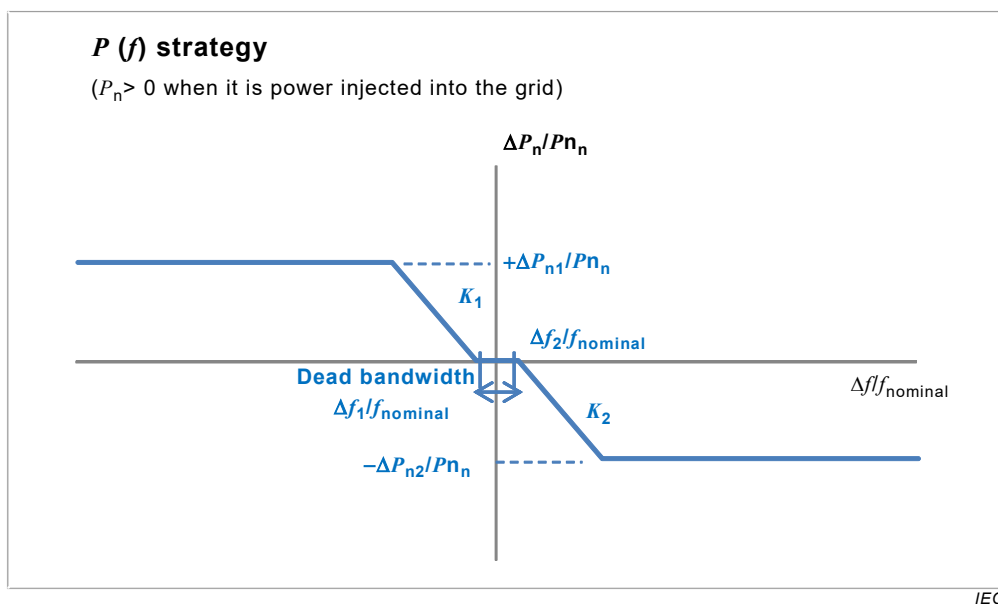 P (f) strategy
(Pn> 0 when it is power injected into the grid)
ΔPn/Pnn
+ΔPn1/Pnn
K1
Δf2/fnominal
Dead bandwidth
Δf/fnominal
Δf1/fnominal
K2
−ΔPn2/Pnn
IEC